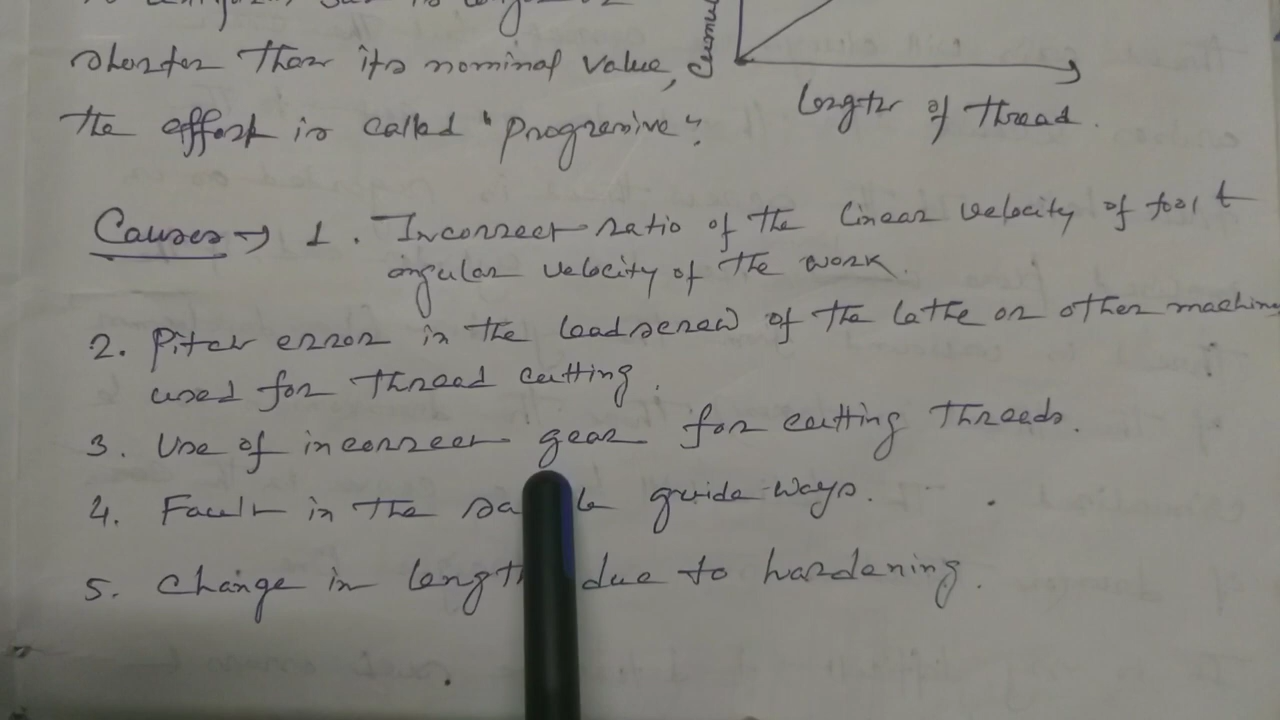 shorter than its nominal value,
the effect is called "Progressive".
Cumu
length of thread.
Causes → 1. Incorrect ratio of the linear velocity of tool &
angular velocity of the work.
2. Pitch error in the leadscrew of the lathe or other machine
used for thread cutting.
3. Use of incorrect gear for cutting threads.
4. Fault in the guide ways.
5. Change in length due to hardening.